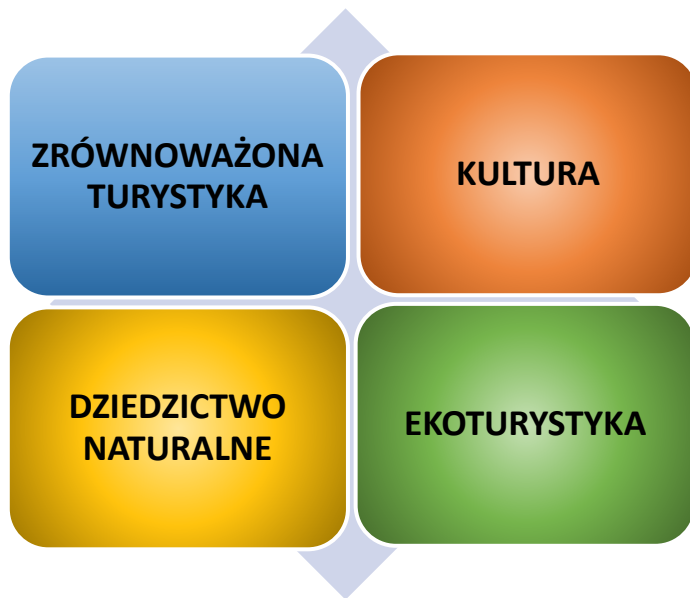 ZRÓWNOWAŻONA
TURYSTYKA
KULTURA
DZIEDZICTWO
NATURALNE
EKOTURYSTYKA